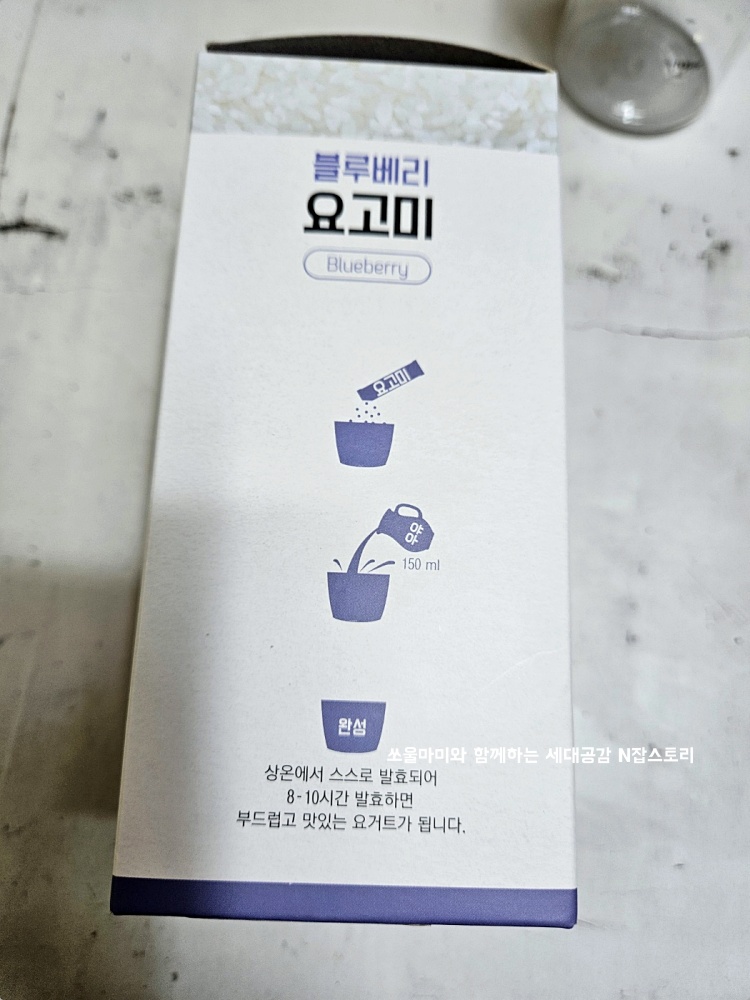 블루베리
요고미
Blueberry
요고미
150 ml
완성
쏘울마미와 함께하는 세대공감 N잡스토리
상온에서 스스로 발효되어
8-10시간 발효하면
부드럽고 맛있는 요거트가 됩니다.